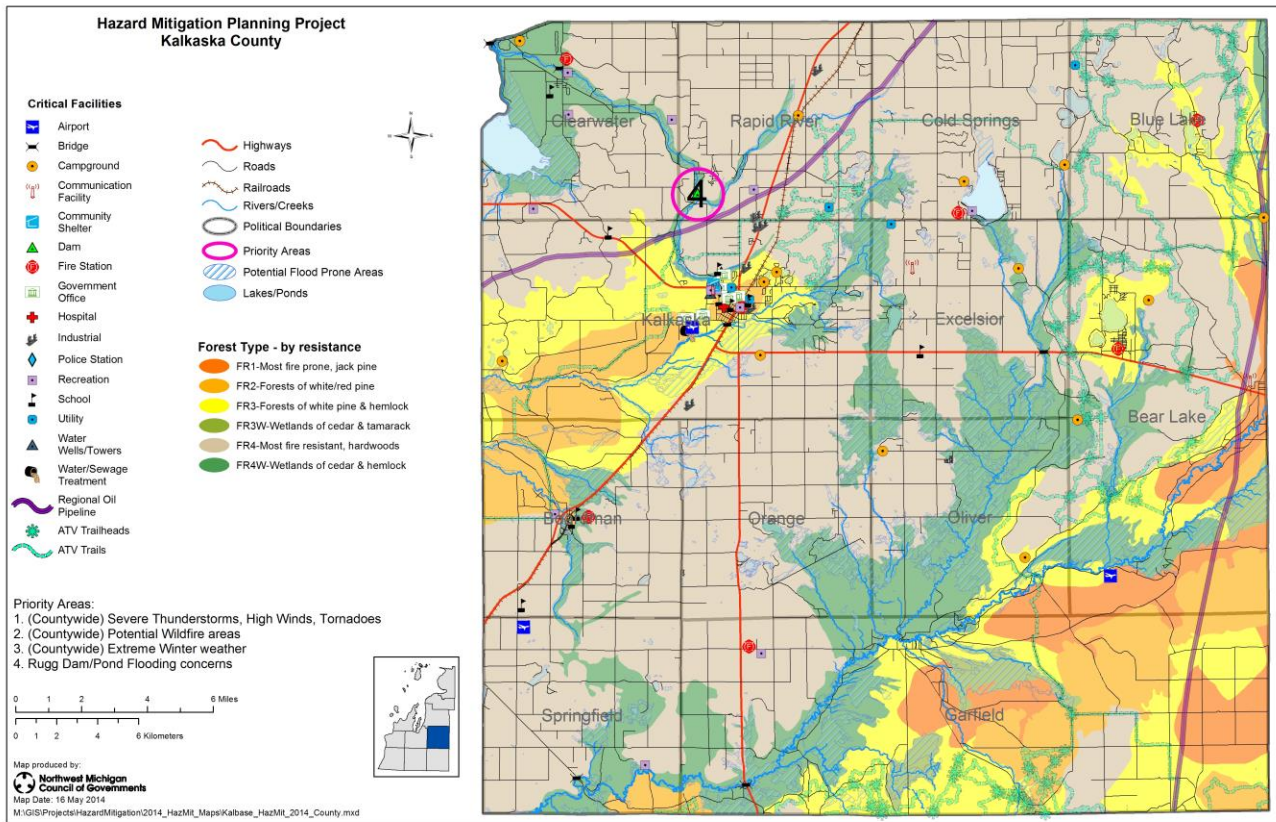 Hazard Mitigation Planning Project
Kalkaska County
Critical Facilities
Airport
Bridge
Campground
Communication
Facility
Community
Shelter
Dam
Fire Station
Government
Office
Hospital
Industrial
Police Station
Recreation
School
Utility
Water
Wells/Towers
Water/Sewage
Treatment
Regional Oil
Pipeline
ATV Trailheads
ATV Trails
Highways
Roads
Railroads
Rivers/Creeks
Political Boundaries
Priority Areas
Potential Flood Prone Areas
Lakes/Ponds
Forest Type - by resistance
FR1-Most fire prone, jack pine
FR2-Forests of white/red pine
FR3-Forests of white pine & hemlock
FR3W-Wetlands of cedar & tamarack
FR4-Most fire resistant, hardwoods
FR4W-Wetlands of cedar & hemlock
Priority Areas:
1. (Countywide) Severe Thunderstorms, High Winds, Tornadoes
2. (Countywide) Potential Wildfire areas
3. (Countywide) Extreme Winter weather
4. Rugg Dam/Pond Flooding concerns
0 2 4 6 Miles
0 1 2 4 6 Kilometers
Map produced by:
Northwest Michigan
Council of Governments
Map Date: 16 May 2014
M:\GIS\Projects\HazardMitigation\2014_HazMit_Maps\Kalbase_HazMit_2014_County.mxd
Clearwater
Rapid River
Cold Springs
Blue Lake
4
Kalkaska
Excelsior
Bear Lake
Orange
Oliver
Springfield
Garfield